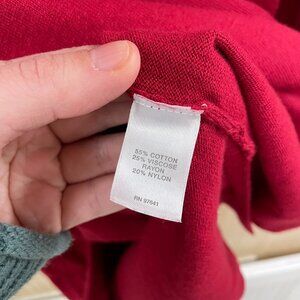 55% COTTON
25% VISCOSE
RAYON
20% NYLON
RN 97641